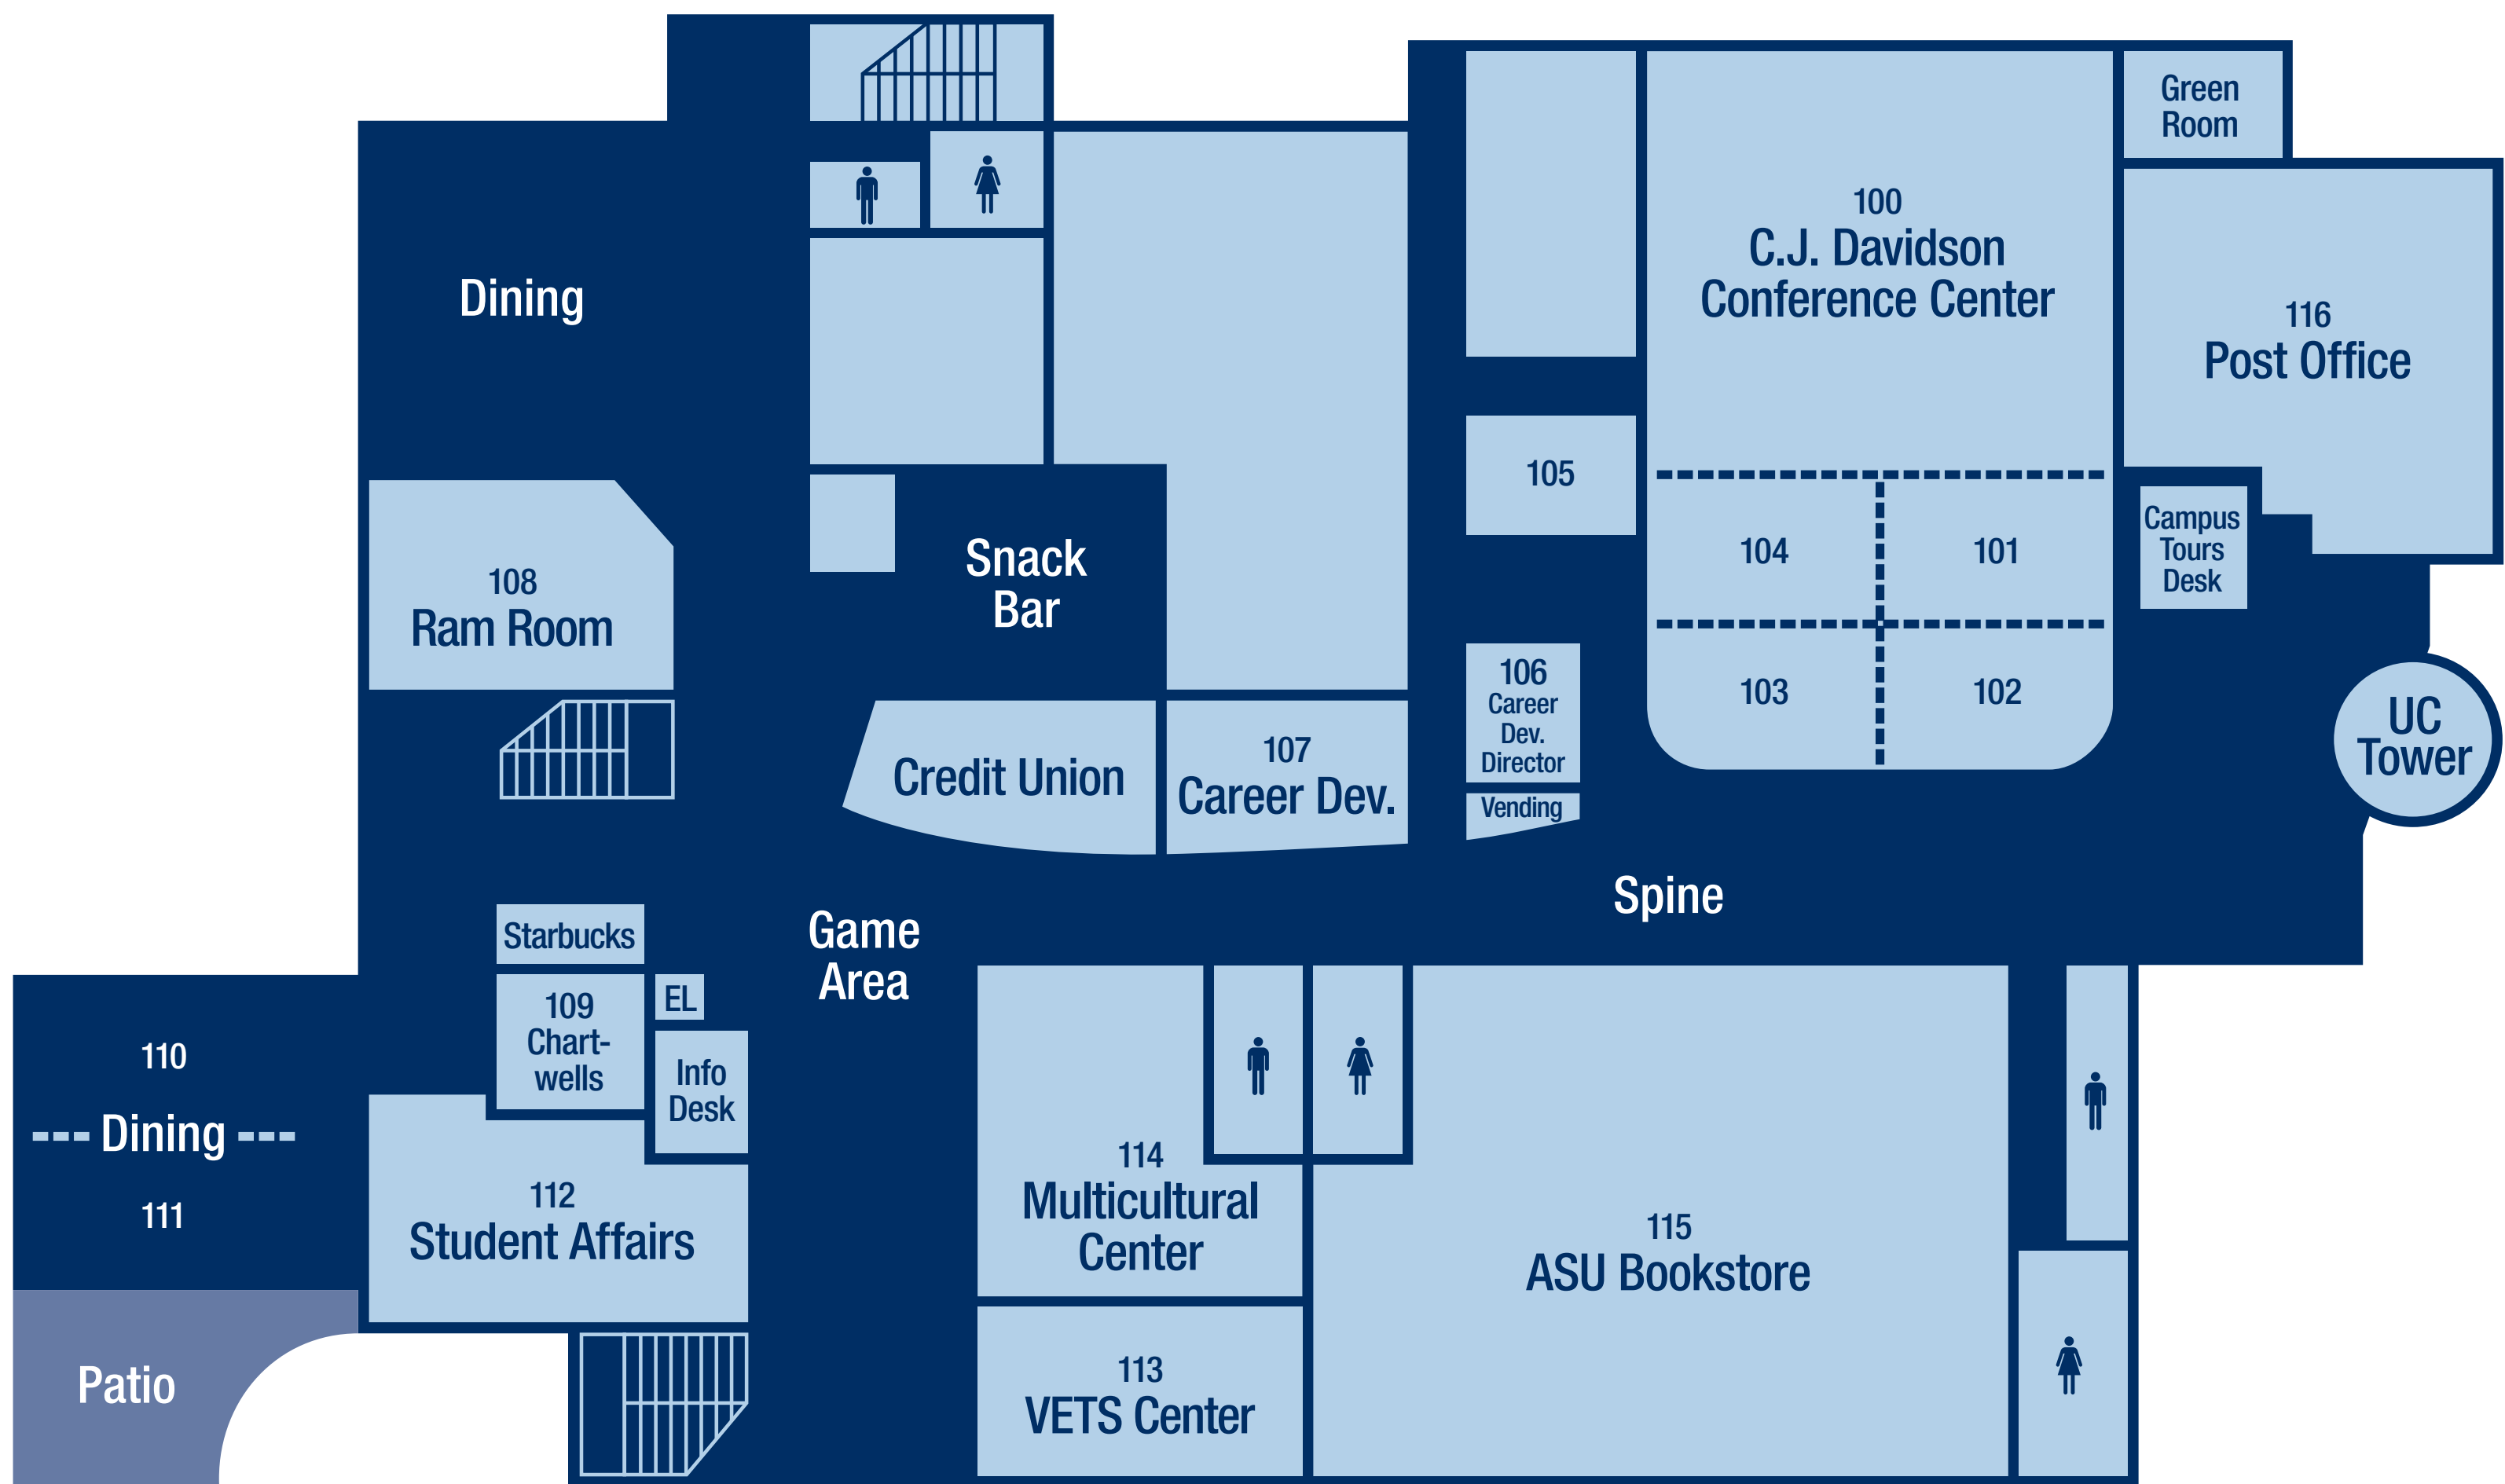 Green
Room
100
C.J. Davidson
Conference Center
Dining
116
Post Office
105
Snack
Bar
104
101
Campus
Tours
Desk
108
Ram Room
106
Career
Dev.
Director
103
102
UC
Tower
Credit Union
107
Career Dev.
Vending
Spine
Starbucks
Game
Area
109
Chart-
wells
EL
Info
Desk
110
Dining
111
112
Student Affairs
114
Multicultural
Center
115
ASU Bookstore
113
VETS Center
Patio